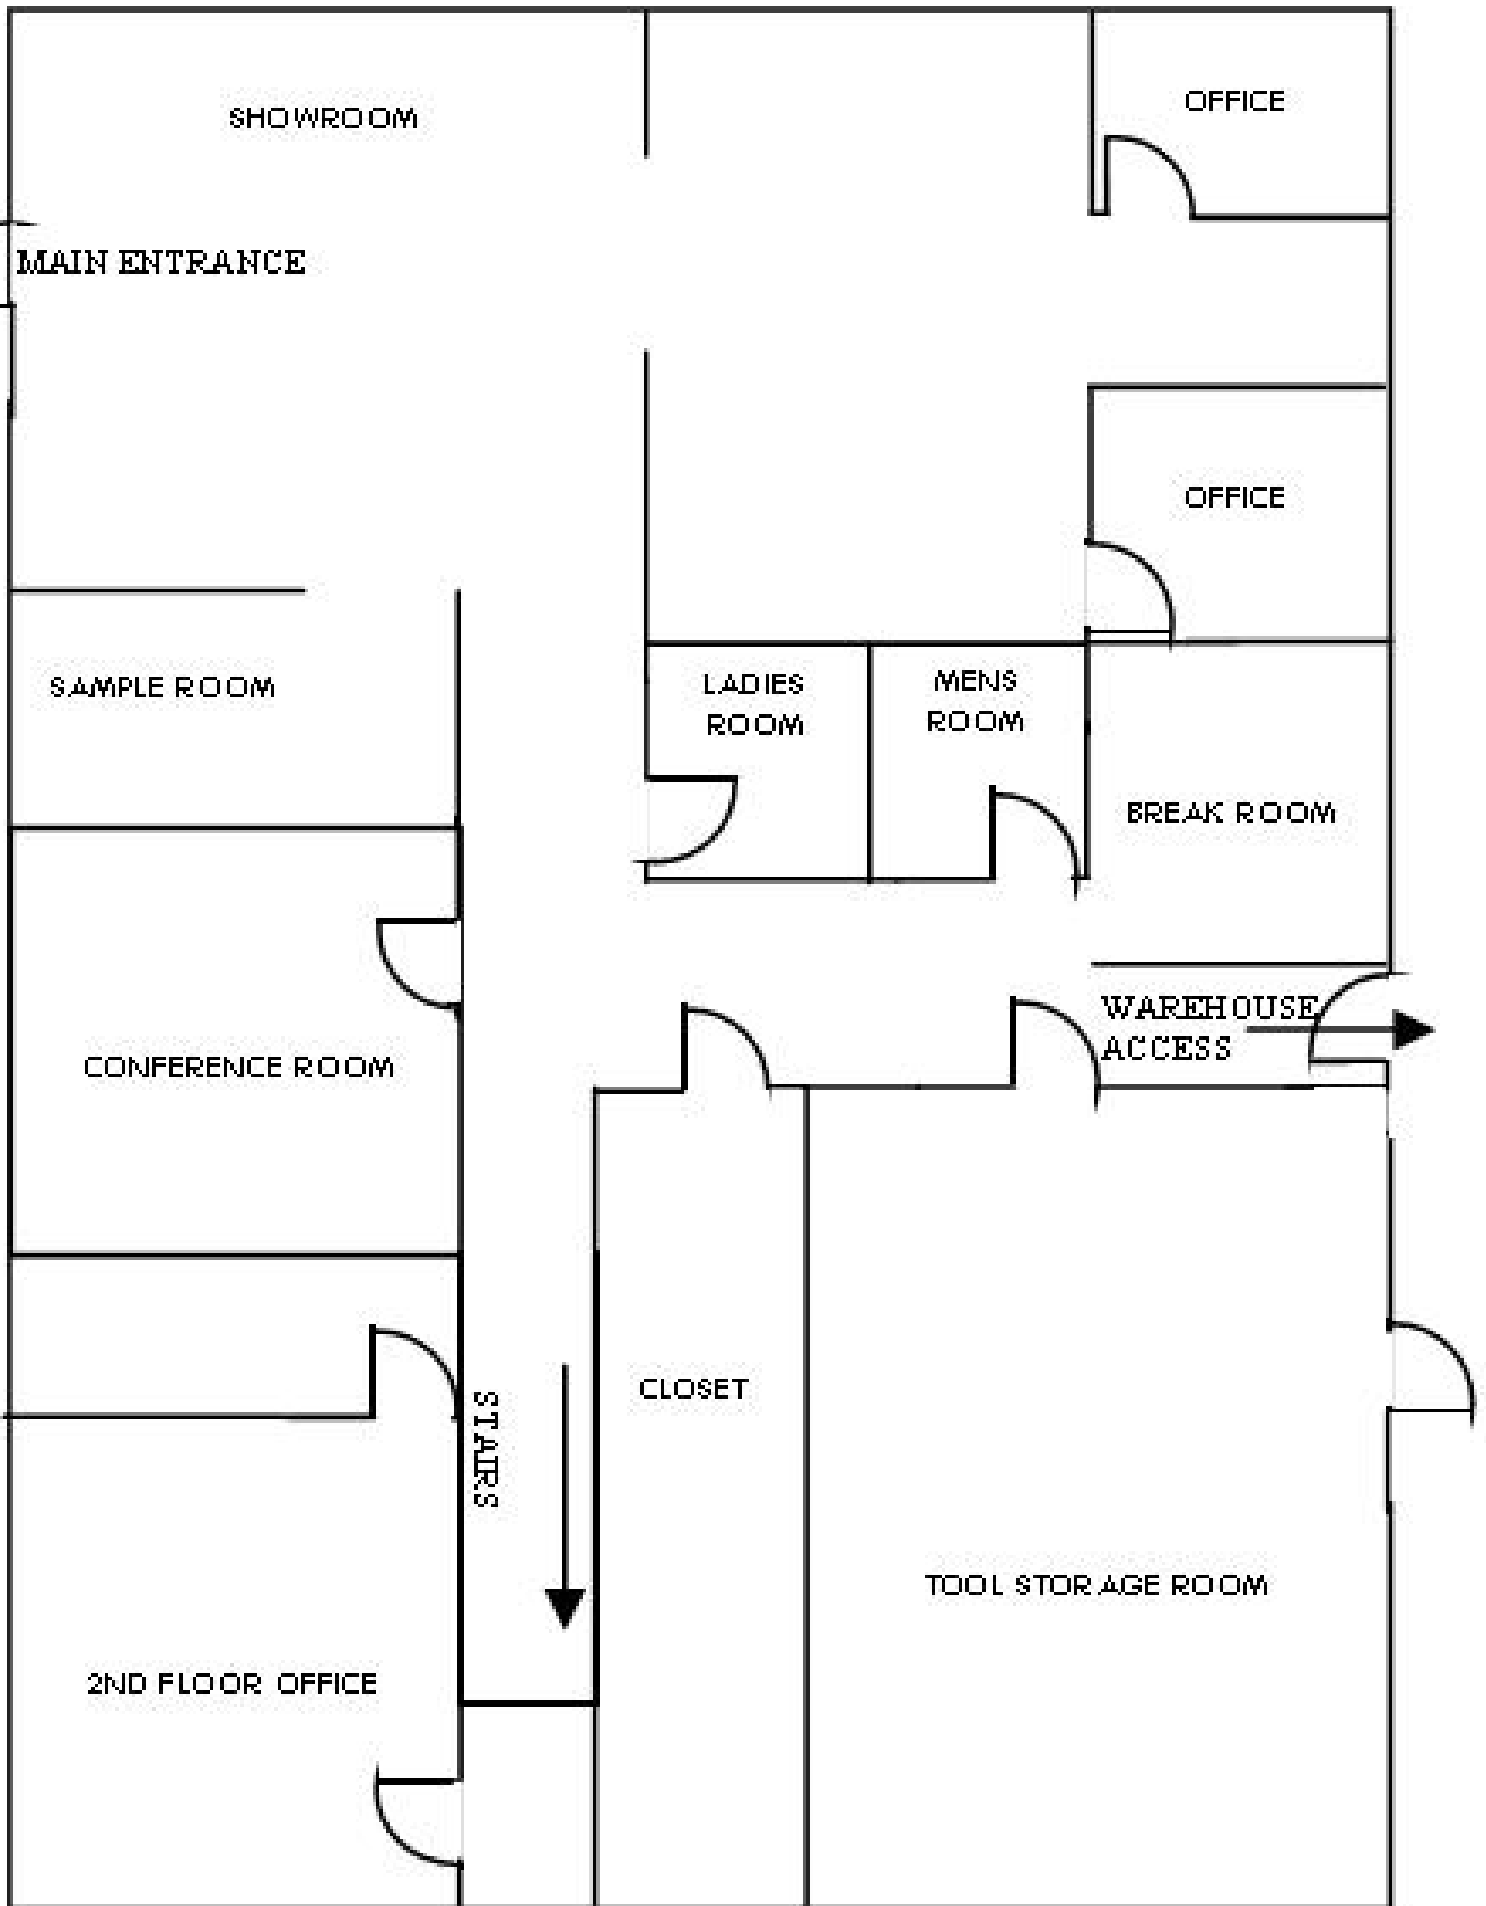 SHOWROOM
OFFICE
MAIN ENTRANCE
OFFICE
SAMPLE ROOM
LADIES
ROOM
MENS
ROOM
BREAK ROOM
WAREHOUSE
ACCESS
CONFERENCE ROOM
CLOSET
STAIRS
TOOL STORAGE ROOM
2ND FLOOR OFFICE